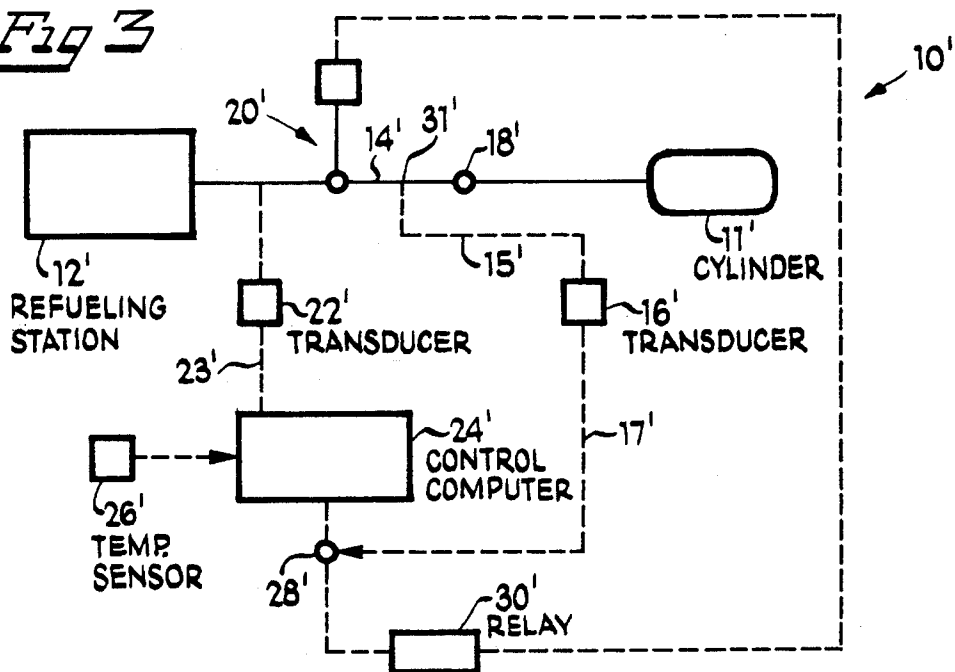 Fig 3
10'
20'
14'
31'
18'
12'
REFUELING
STATION
11'
CYLINDER
15'
22'
TRANSDUCER
16'
TRANSDUCER
23'
24'
CONTROL
COMPUTER
17'
26'
TEMP.
SENSOR
28'
30'
RELAY